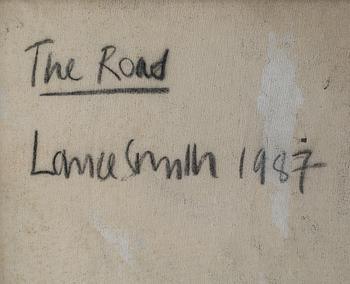 The Road
Lance Smith 1987